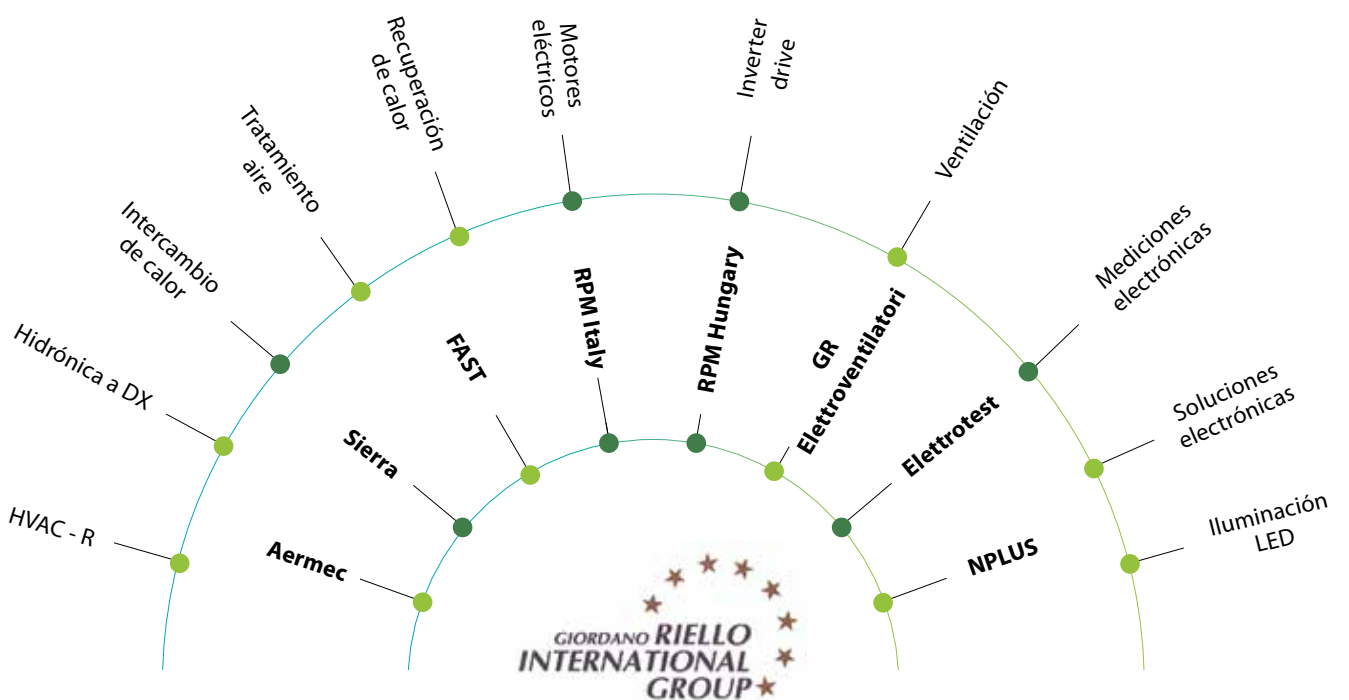 HVAC - R
Hidrónica a DX
Intercambio
de calor
Tratamiento
aire
Recuperación
de calor
Motores
eléctricos
Inverter
drive
Ventilación
Mediciones
electrónicas
Soluciones
electrónicas
Iluminación
LED
Aermec
Sierra
FAST
RPM Italy
RPM Hungary
GR
Elettroventilatori
Elettrotest
NPLUS
GIORDANO RIELLO
INTERNATIONAL
GROUP